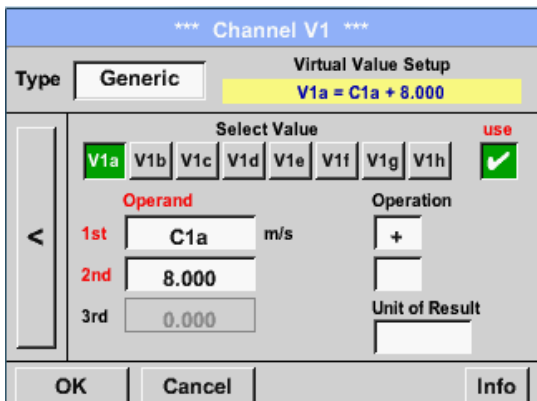 *** Channel V1 ***
Type Generic
Virtual Value Setup
V1a = C1a + 8.000
Select Value
use
V1a V1b V1c V1d V1e V1f V1g V1h
Operand Operation
< 1st C1a m/s +
2nd 8.000
3rd 0.000
Unit of Result
OK Cancel Info